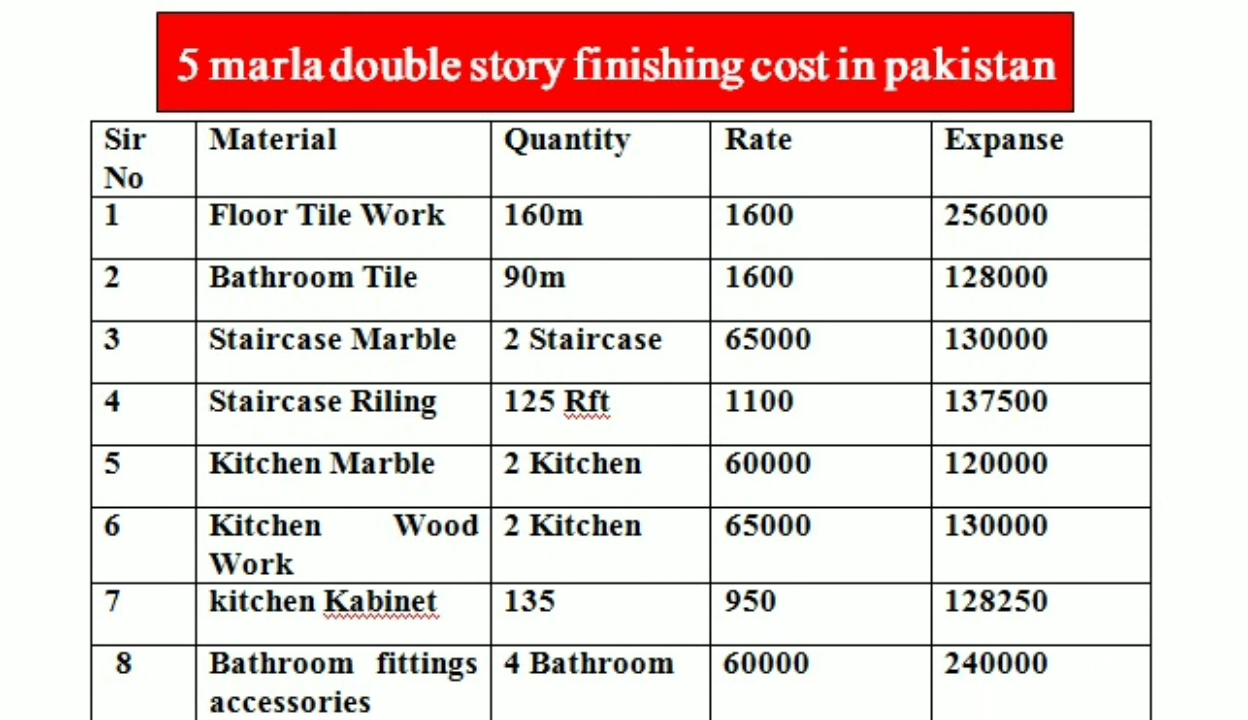 5 marla double story finishing cost in pakistan
Sir No Material Quantity Rate Expanse
1 Floor Tile Work 160m 1600 256000
2 Bathroom Tile 90m 1600 128000
3 Staircase Marble 2 Staircase 65000 130000
4 Staircase Riling 125 Rft 1100 137500
5 Kitchen Marble 2 Kitchen 60000 120000
6 Kitchen Wood Work 2 Kitchen 65000 130000
7 kitchen Kabinet 135 950 128250
8 Bathroom fittings accessories 4 Bathroom 60000 240000